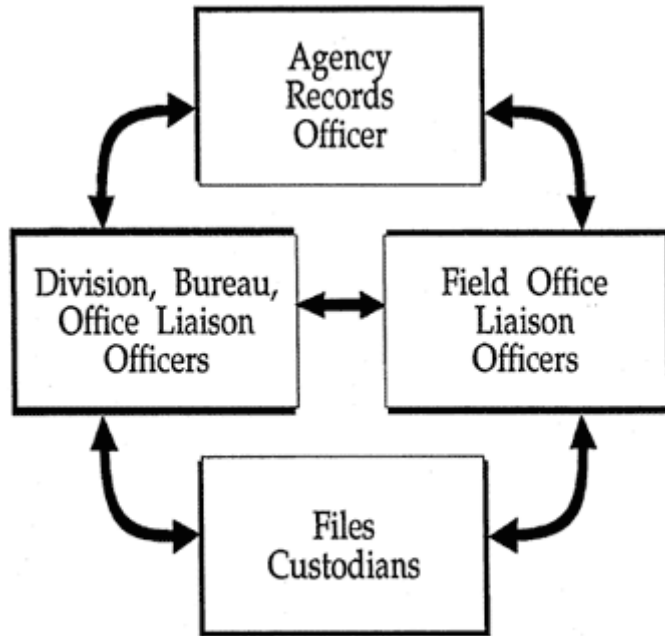 Agency
Records
Officer
Division, Bureau,
Office Liaison
Officers
Field Office
Liaison
Officers
Files
Custodians